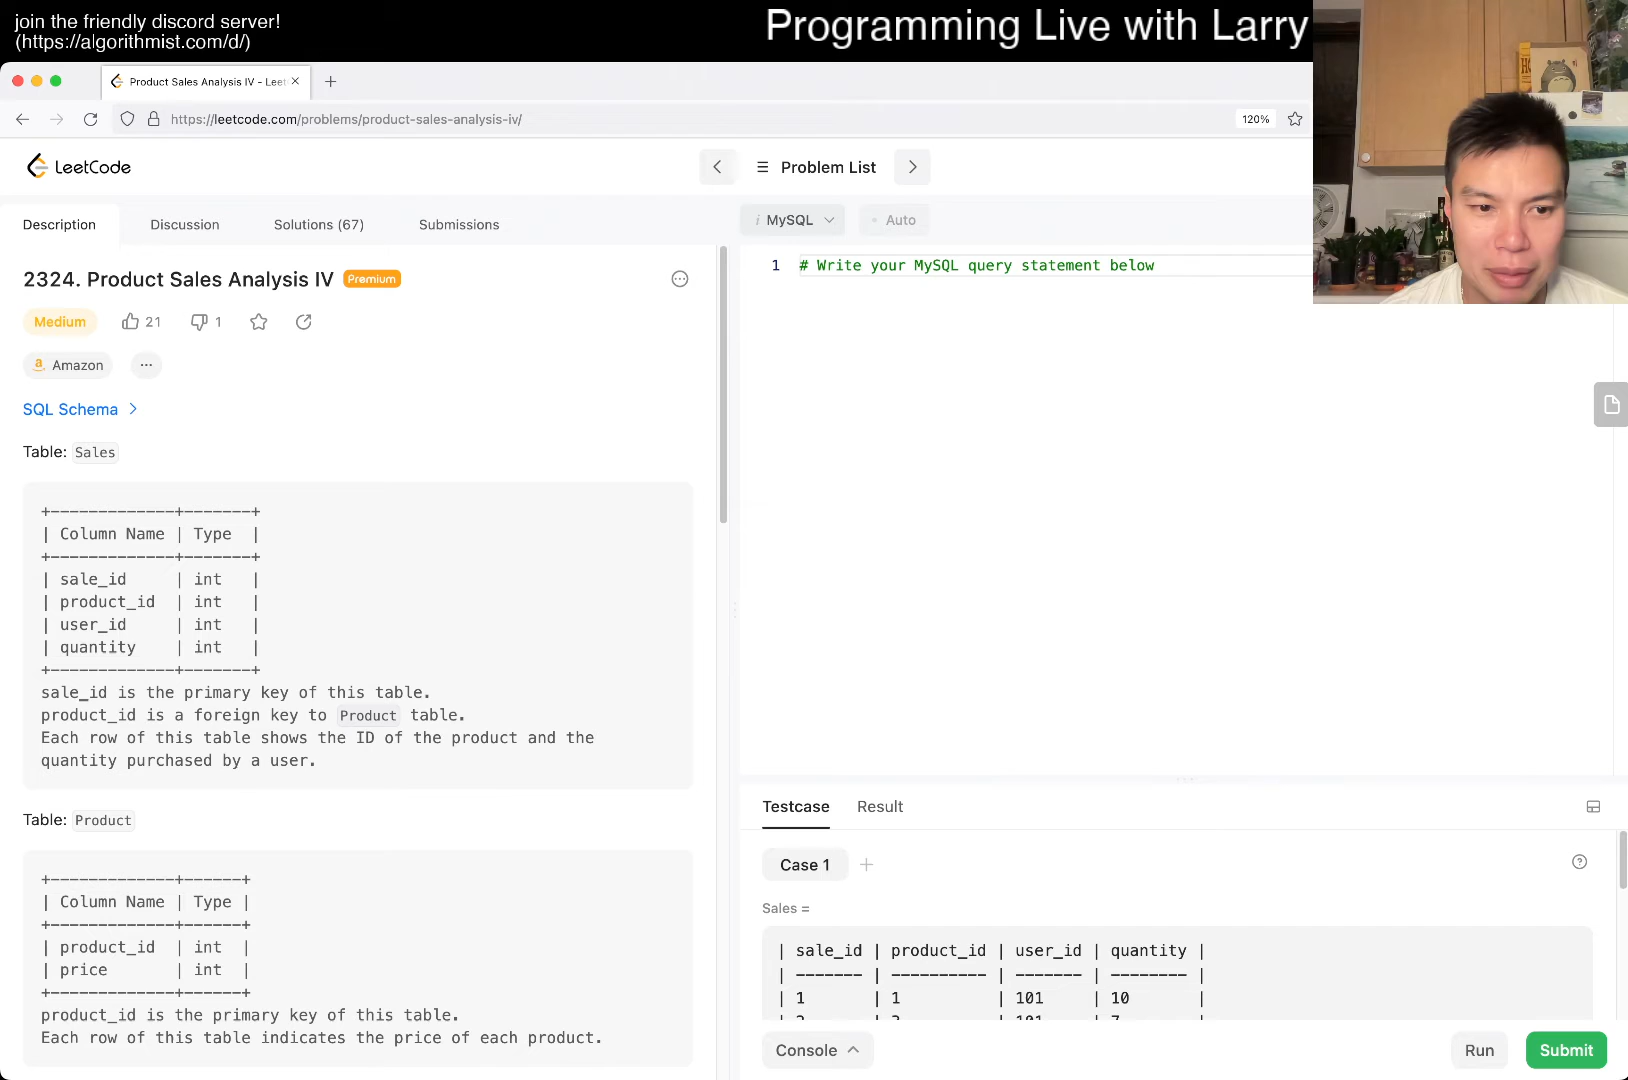 join the friendly discord server!
(https://algorithmist.com/d/)
Programming Live with Larry
Product Sales Analysis IV - Leet
https://leetcode.com/problems/product-sales-analysis-iv/
120%
LeetCode
Problem List
Description Discussion Solutions (67) Submissions
i MySQL
Auto
2324. Product Sales Analysis IV Premium
Medium 21 1
a Amazon ...
SQL Schema >
Table: Sales
+-------------+-------+
| Column Name | Type  |
+-------------+-------+
| sale_id     | int   |
| product_id  | int   |
| user_id     | int   |
| quantity    | int   |
+-------------+-------+
sale_id is the primary key of this table.
product_id is a foreign key to Product table.
Each row of this table shows the ID of the product and the
quantity purchased by a user.
Table: Product
+-------------+------+
| Column Name | Type |
+-------------+------+
| product_id  | int  |
| price       | int  |
+-------------+------+
product_id is the primary key of this table.
Each row of this table indicates the price of each product.
1 # Write your MySQL query statement below
Testcase Result
Case 1 +
Sales =
| sale_id | product_id | user_id | quantity |
| ------- | ---------- | ------- | -------- |
| 1       | 1          | 101     | 10       |
Console
Run
Submit